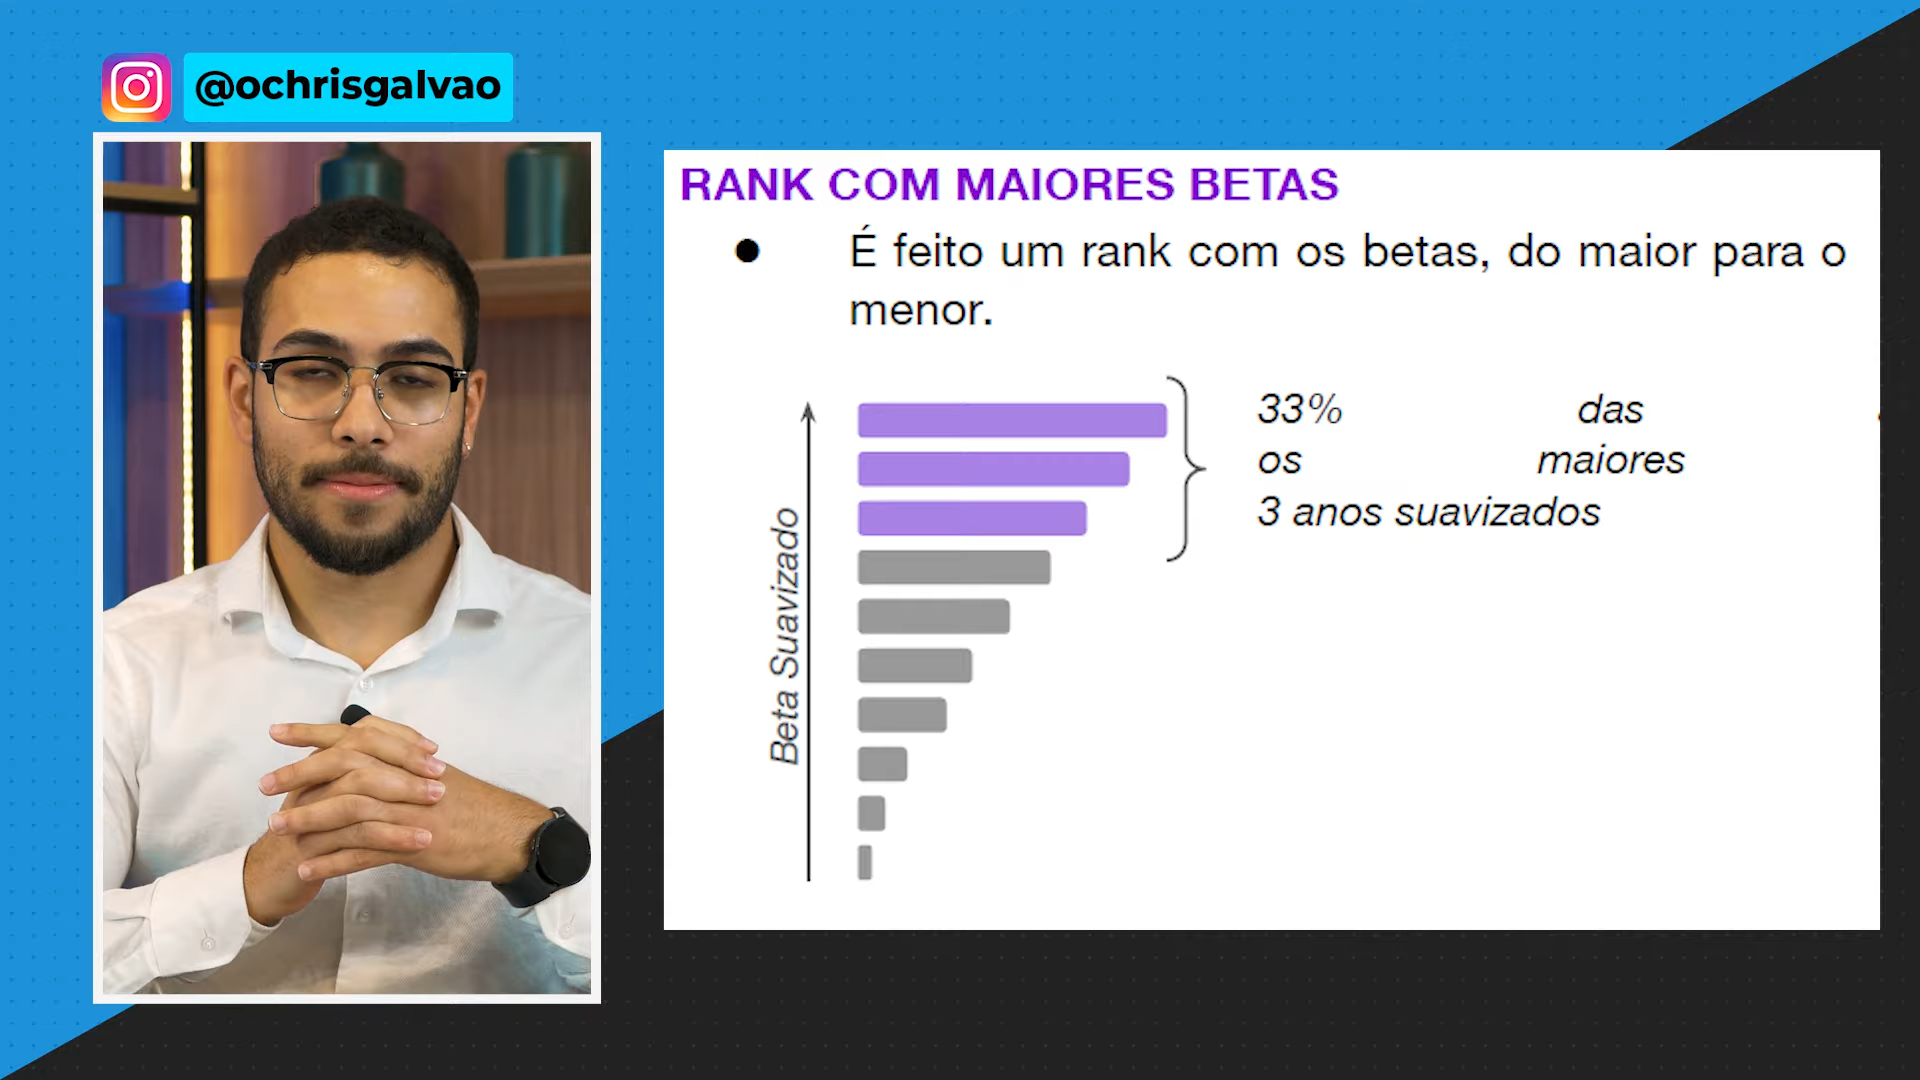 @ochrisgalvao
RANK COM MAIORES BETAS
● É feito um rank com os betas, do maior para o
menor.
33% das
os maiores
3 anos suavizados
Beta Suavizado